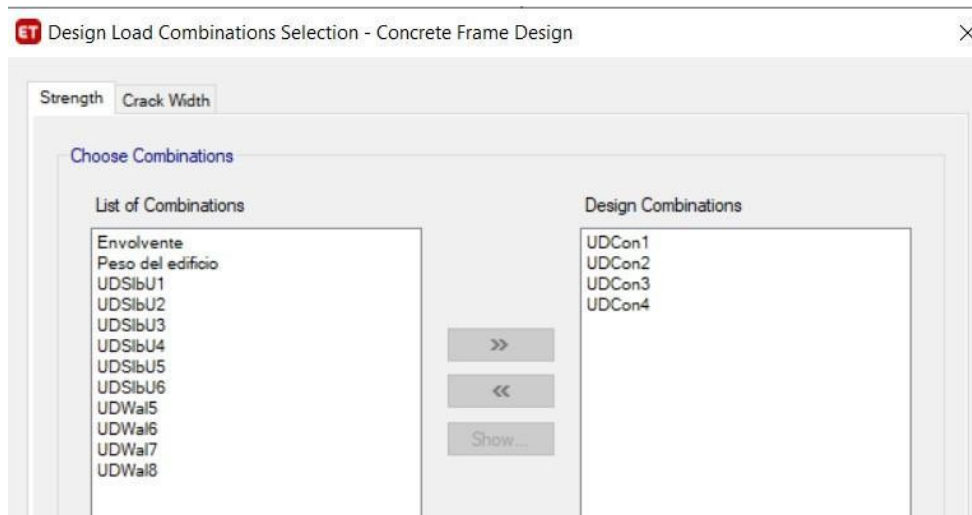 ET Design Load Combinations Selection - Concrete Frame Design
Strength Crack Width
Choose Combinations
List of Combinations
Envolvente
Peso del edificio
UDSlbU1
UDSlbU2
UDSlbU3
UDSlbU4
UDSlbU5
UDSlbU6
UDWal5
UDWal6
UDWal7
UDWal8
>>
<<
Show...
Design Combinations
UDCon1
UDCon2
UDCon3
UDCon4